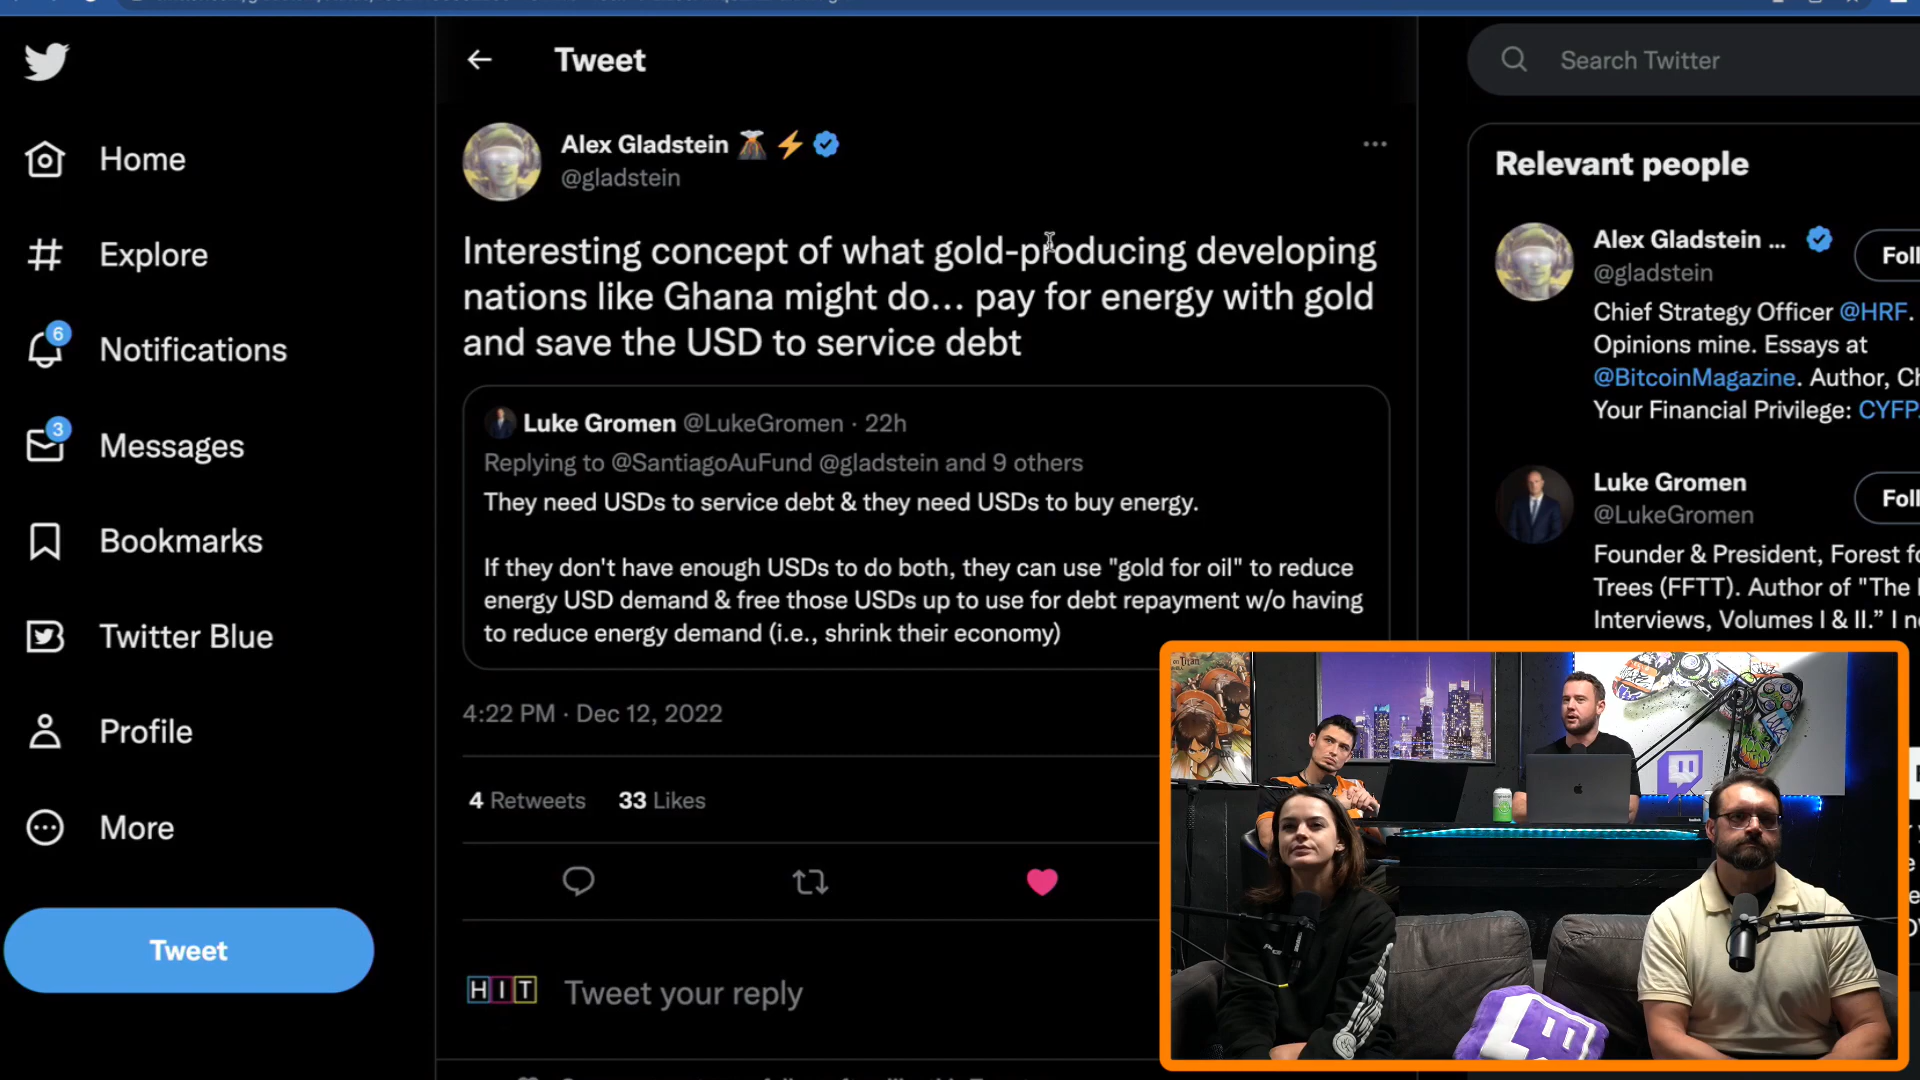 Tweet
Search Twitter
Home
Explore
6
Notifications
3
Messages
Bookmarks
Twitter Blue
Profile
More
Tweet
Alex Gladstein
@gladstein
Interesting concept of what gold-producing developing
nations like Ghana might do... pay for energy with gold
and save the USD to service debt
Luke Gromen @LukeGromen · 22h
Replying to @SantiagoAuFund @gladstein and 9 others
They need USDs to service debt & they need USDs to buy energy.
If they don't have enough USDs to do both, they can use "gold for oil" to reduce
energy USD demand & free those USDs up to use for debt repayment w/o having
to reduce energy demand (i.e., shrink their economy)
4:22 PM · Dec 12, 2022
4 Retweets 33 Likes
HIT
Tweet your reply
Relevant people
Alex Gladstein ...
Foll
@gladstein
Chief Strategy Officer @HRF.
Opinions mine. Essays at
@BitcoinMagazine. Author, Ch
Your Financial Privilege: CYFP
Luke Gromen
Foll
@LukeGromen
Founder & President, Forest fo
Trees (FFTT). Author of "The
Interviews, Volumes I & II." I n
on Titan